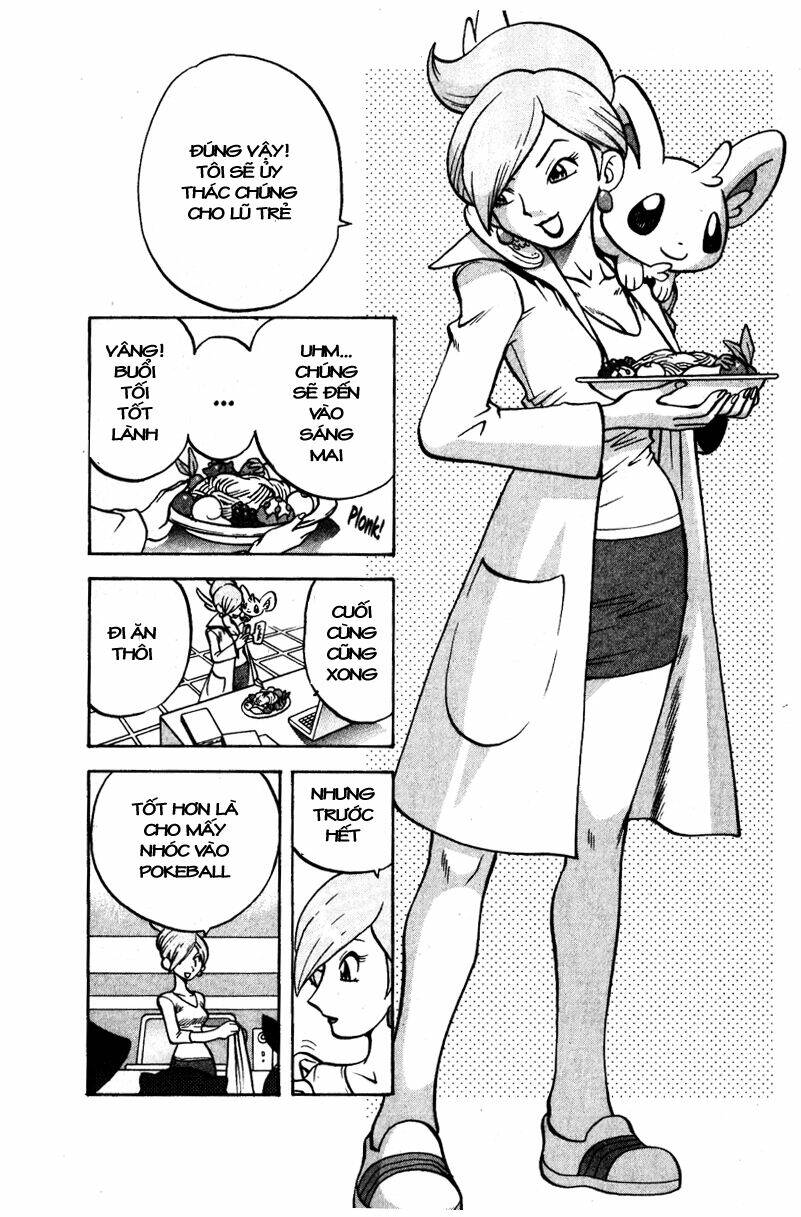 ĐÚNG VẬY!
TÔI SẼ ỦY
THÁC CHÚNG
CHO LŨ TRẺ
UHM...
CHÚNG
SẼ ĐẾN
VÀO
SÁNG
MAI
...
VÂNG!
BUỔI
TỐI
TỐT
LÀNH
Plonk!
CUỐI
CÙNG
CŨNG
XONG
ĐI ĂN
THÔI
NHƯNG
TRƯỚC
HẾT
TỐT HƠN LÀ
CHO MẤY
NHÓC VÀO
POKEBALL